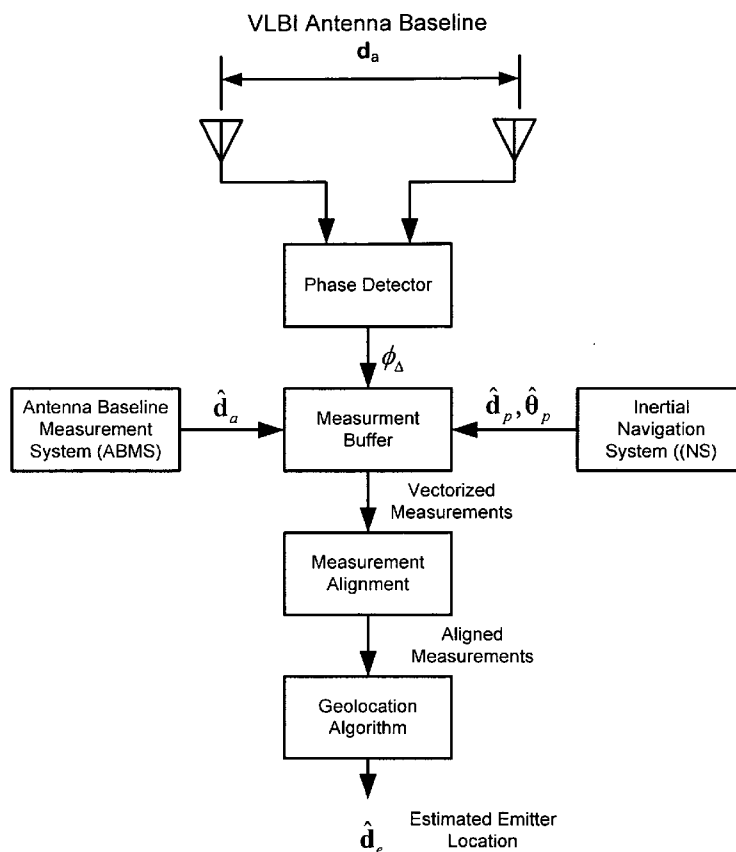 VLBI Antenna Baseline
d_a
Phase Detector
ϕ_Δ
Antenna Baseline
Measurement
System (ABMS)
d̂_a
Measurment
Buffer
d̂_p, θ̂_p
Inertial
Navigation
System ((NS)
Vectorized
Measurements
Measurement
Alignment
Aligned
Measurements
Geolocation
Algorithm
d̂_e
Estimated Emitter
Location